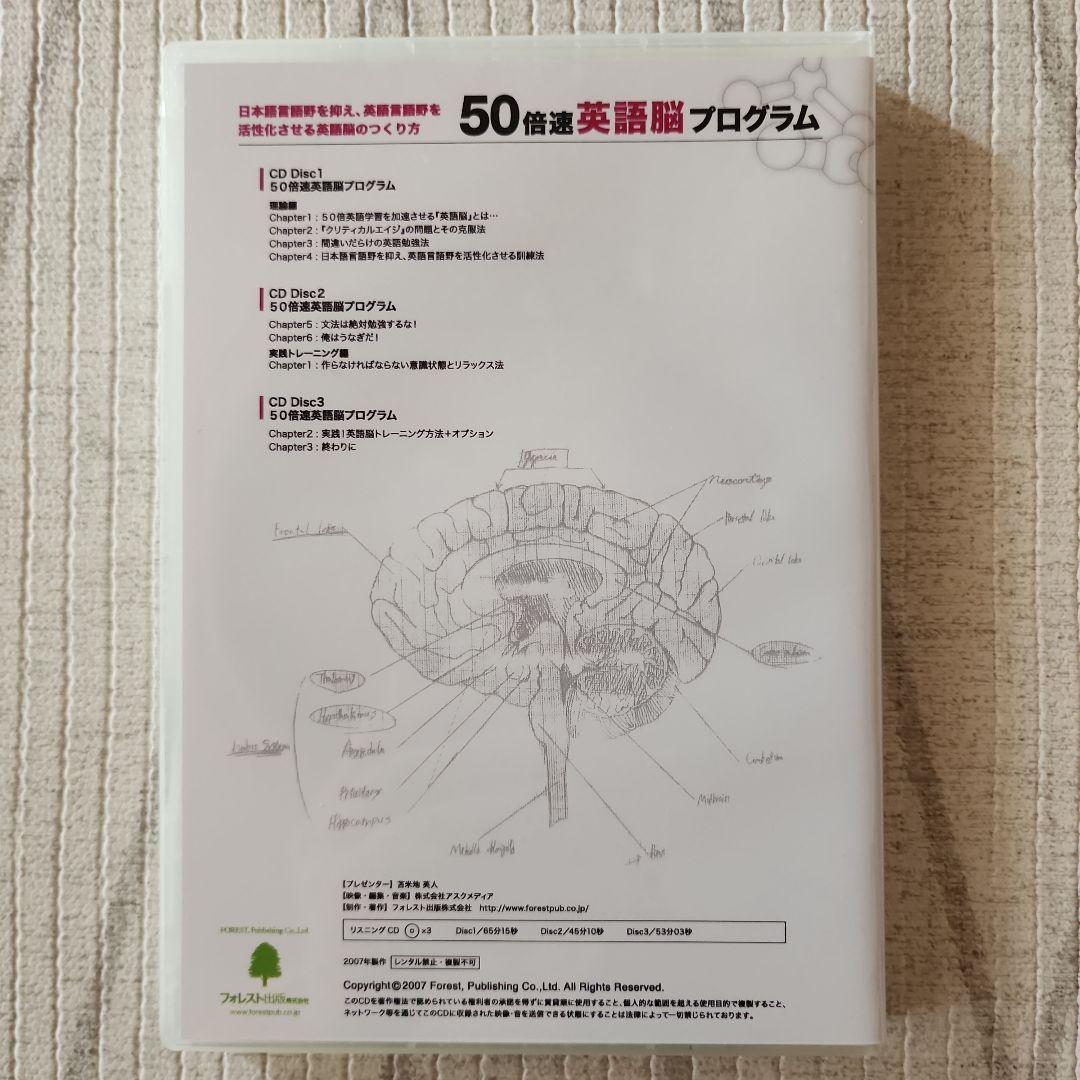 日本語言語野を抑え、英語言語野を
活性化させる英語脳のつくり方
50倍速英語脳プログラム
CD Disc1
50倍速英語脳プログラム
理論編
Chapter1：50倍英語学習を加速させる『英語脳』とは…
Chapter2：『クリティカルエイジ』の問題とその克服法
Chapter3：間違いだらけの英語勉強法
Chapter4：日本語言語野を抑え、英語言語野を活性化させる訓練法
CD Disc2
50倍速英語脳プログラム
Chapter5：文法は絶対勉強するな！
Chapter6：俺はうなぎだ！
実践トレーニング編
Chapter1：作らなければならない意識状態とリラックス法
CD Disc3
50倍速英語脳プログラム
Chapter2：実践！英語脳トレーニング方法＋オプション
Chapter3：終わりに
Frontal lobe
Parietal lobe
Hypothalamus
Hippocampus
Midbrain
【プレゼンター】苫米地 英人
【映像・編集・音楽】株式会社アスクメディア
【制作・著作】フォレスト出版株式会社 http://www.forestpub.co.jp/
リスニングCD ×3 Disc1／65分15秒 Disc2／45分10秒 Disc3／53分03秒
2007年製作 レンタル禁止・複製不可
Copyright©2007 Forest, Publishing Co.,Ltd. All Rights Reserved.
このCDを著作権法で認められている権利者の承諾を得ずに賃貸業に使用すること、個人的な範囲を超える使用目的で複製すること、
ネットワーク等を通じてこのCDに収録された映像・音を送信できる状態にすることは法律によって一切禁じられております。
FOREST, Publishing Co.,Ltd.
フォレスト出版株式会社
www.forestpub.co.jp